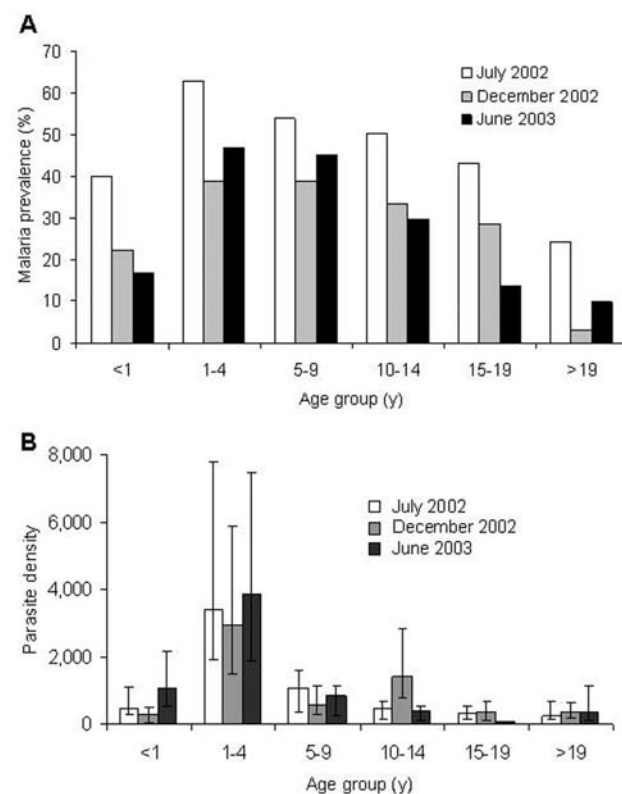 A
70
60
50
40
30
20
10
0
Malaria prevalence (%)
July 2002
December 2002
June 2003
<1 1-4 5-9 10-14 15-19 >19
Age group (y)
B
8,000
6,000
4,000
2,000
0
Parasite density
July 2002
December 2002
June 2003
<1 1-4 5-9 10-14 15-19 >19
Age group (y)